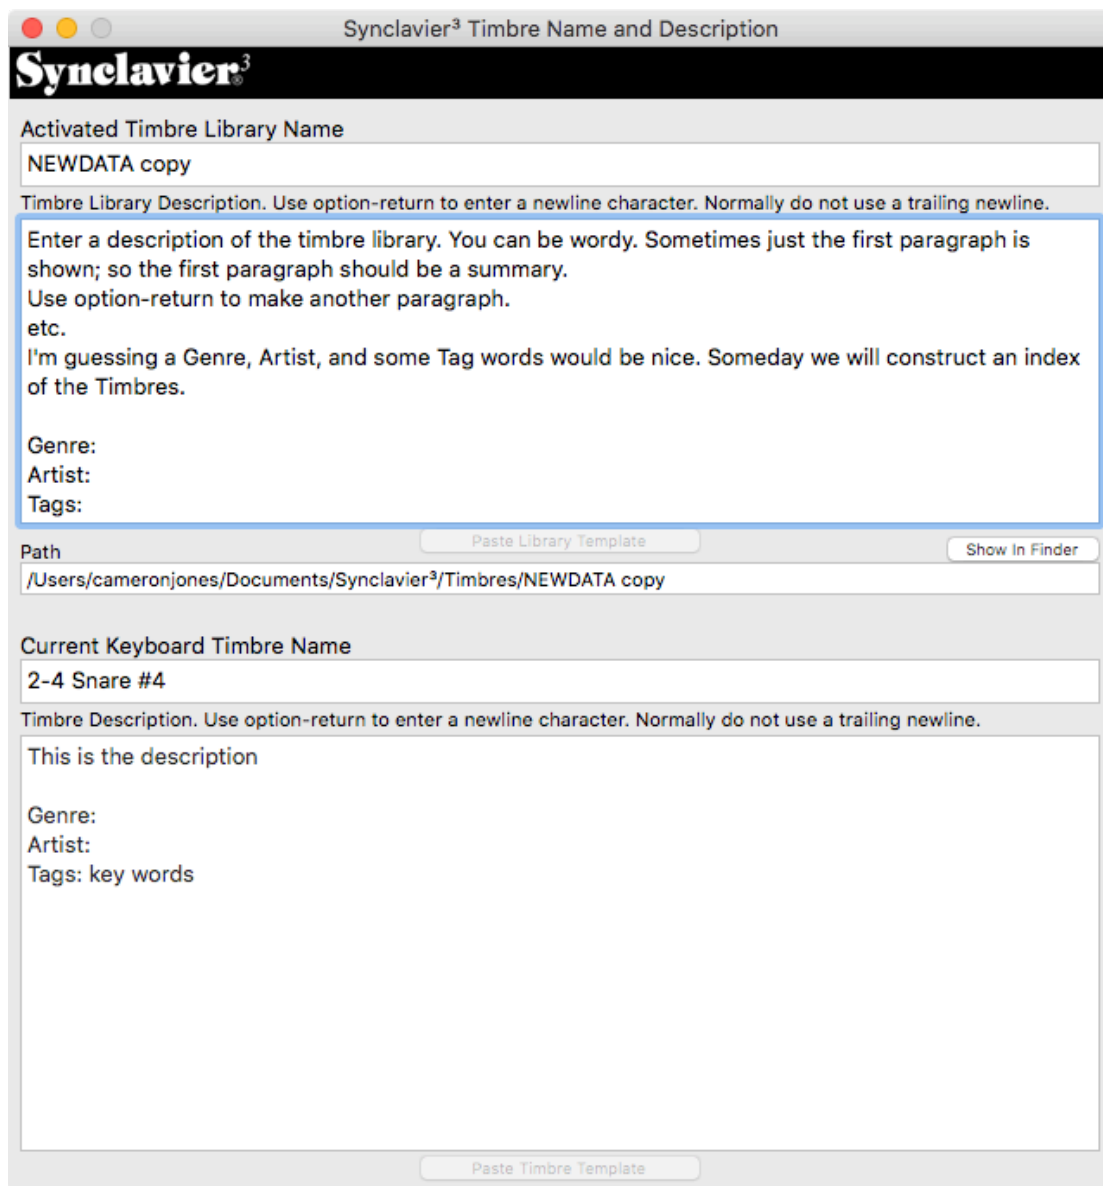 Synclavier³ Timbre Name and Description
Synclavier®³
Activated Timbre Library Name
NEWDATA copy
Timbre Library Description. Use option-return to enter a newline character. Normally do not use a trailing newline.
Enter a description of the timbre library. You can be wordy. Sometimes just the first paragraph is
shown; so the first paragraph should be a summary.
Use option-return to make another paragraph.
etc.
I'm guessing a Genre, Artist, and some Tag words would be nice. Someday we will construct an index
of the Timbres.
Genre:
Artist:
Tags:
Paste Library Template
Path
Show In Finder
/Users/cameronjones/Documents/Synclavier³/Timbres/NEWDATA copy
Current Keyboard Timbre Name
2-4 Snare #4
Timbre Description. Use option-return to enter a newline character. Normally do not use a trailing newline.
This is the description
Genre:
Artist:
Tags: key words
Paste Timbre Template